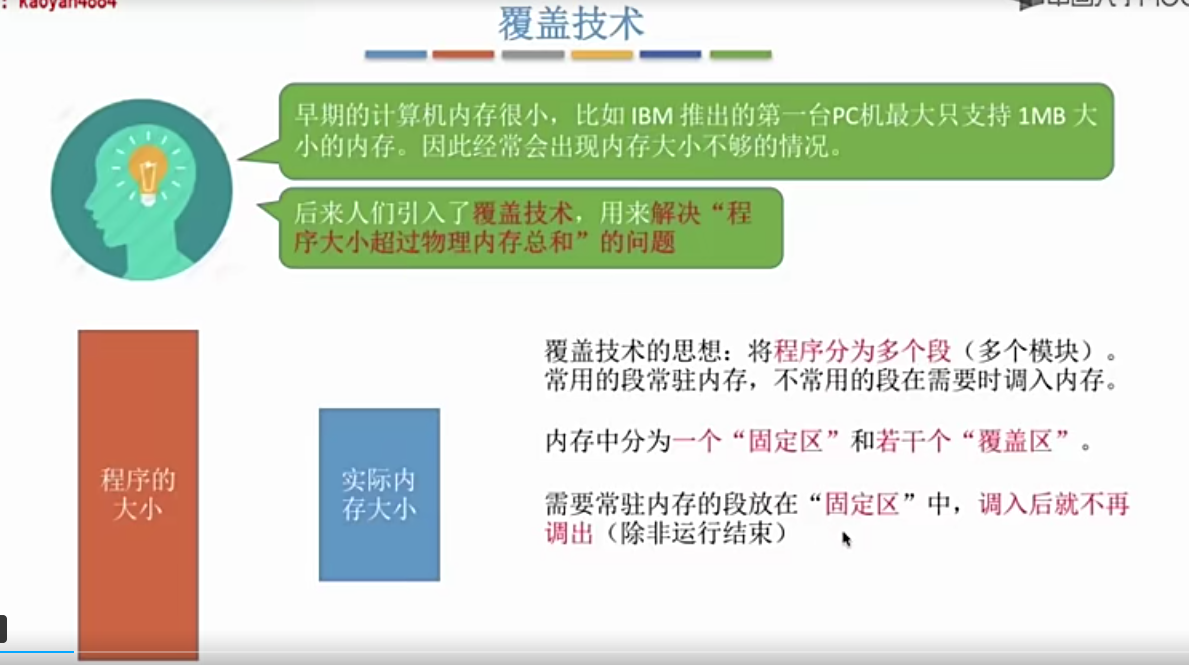 ：kaoyan4884
覆盖技术
早期的计算机内存很小，比如 IBM 推出的第一台PC机最大只支持 1MB 大
小的内存。因此经常会出现内存大小不够的情况。
后来人们引入了覆盖技术，用来解决“程
序大小超过物理内存总和”的问题
覆盖技术的思想：将程序分为多个段（多个模块）。
常用的段常驻内存，不常用的段在需要时调入内存。
内存中分为一个“固定区”和若干个“覆盖区”。
需要常驻内存的段放在“固定区”中，调入后就不再
调出（除非运行结束）
程序的
大小
实际内
存大小